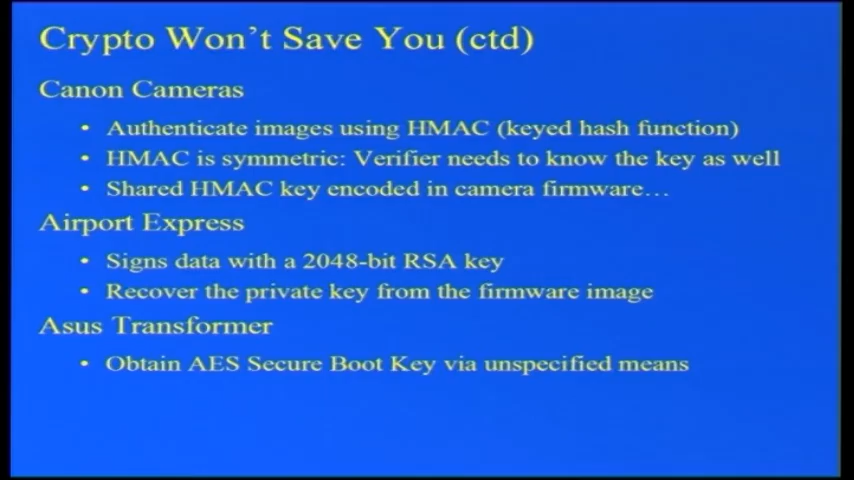 Crypto Won't Save You (ctd)
Canon Cameras
• Authenticate images using HMAC (keyed hash function)
• HMAC is symmetric: Verifier needs to know the key as well
• Shared HMAC key encoded in camera firmware…
Airport Express
• Signs data with a 2048-bit RSA key
• Recover the private key from the firmware image
Asus Transformer
• Obtain AES Secure Boot Key via unspecified means